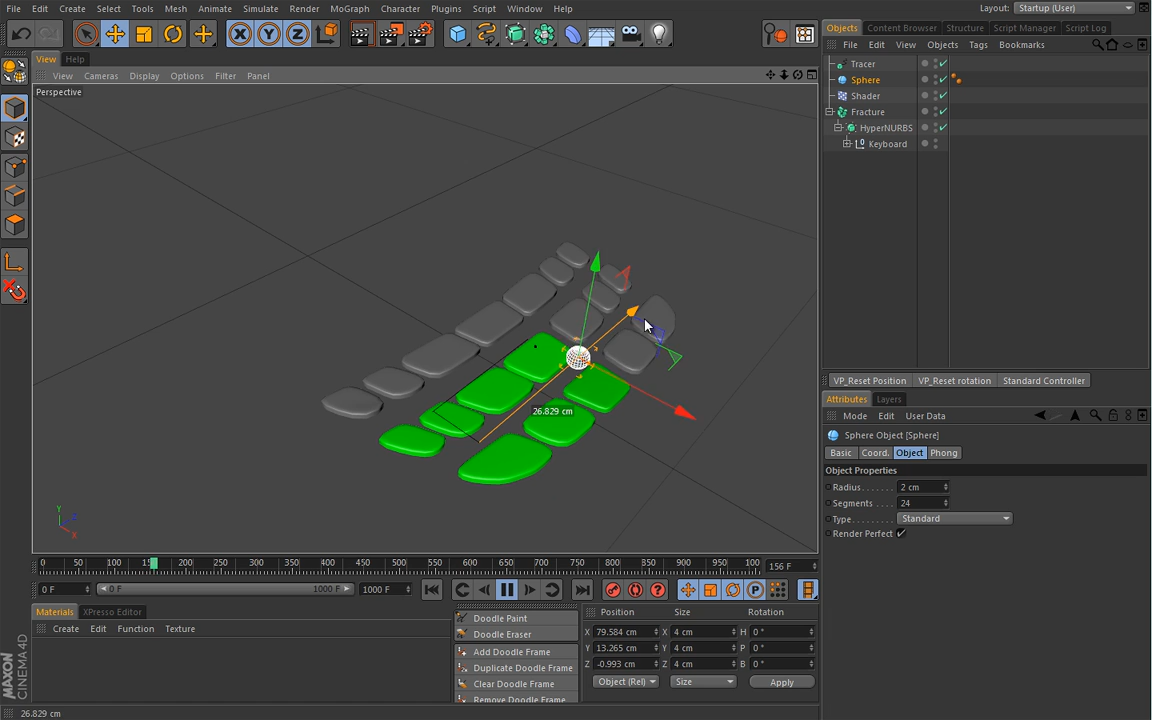 File Edit Create Select Tools Mesh Animate Simulate Render MoGraph Character Plugins Script Window Help
Layout: Startup (User)
Objects Content Browser Structure Script Manager Script Log
File Edit View Objects Tags Bookmarks
View Help
View Cameras Display Options Filter Panel
Perspective
Tracer
Sphere
Shader
Fracture
HyperNURBS
Keyboard
26.829 cm
Y
Z
X
VP_Reset Position VP_Reset rotation Standard Controller
Attributes Layers
Mode Edit User Data
Sphere Object [Sphere]
Basic Coord. Object Phong
Object Properties
Radius 2 cm
Segments 24
Type Standard
Render Perfect
0 50 100 200 250 300 350 400 450 500 550 600 650 700 750 800 850 900 950 100 156 F
0 F 0 F 1000 F 1000 F
Materials XPresso Editor
Create Edit Function Texture
Doodle Paint
Doodle Eraser
Add Doodle Frame
Duplicate Doodle Frame
Clear Doodle Frame
Remove Doodle Frame
Position Size Rotation
X 79.584 cm X 4 cm H 0 °
Y 13.265 cm Y 4 cm P 0 °
Z -0.993 cm Z 4 cm B 0 °
Object (Rel) Size Apply
MAXON
CINEMA 4D
26.829 cm